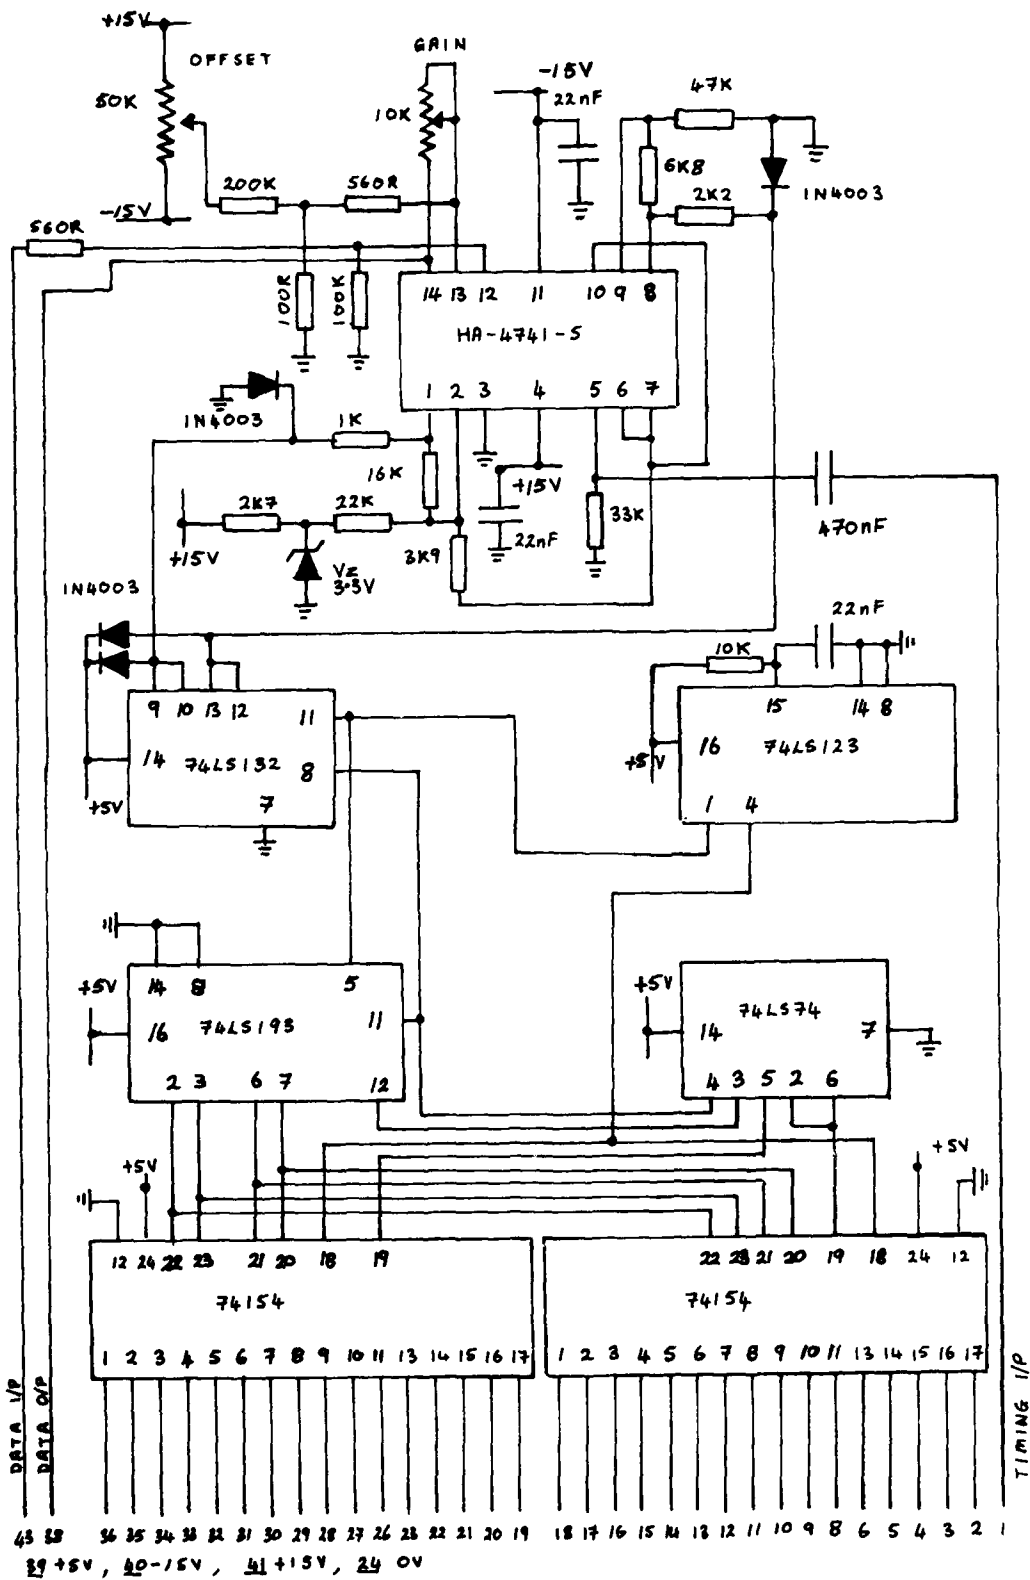 +15V
OFFSET
GAIN
50K
10K
-15V
22nF
47K
6K8
2K2
1N4003
200K
560R
-15V
560R
100R
100K
14 13 12 11 10 9 8
HA-4741-5
1 2 3 4 5 6 7
1N4003
1K
16K
+15V
2K7
22K
33K
470nF
+15V
3K9
22nF
Vz
3.3V
1N4003
22nF
10K
9 10 13 12 11
15 14 8
14 74LS132 8
16 74LS123
+5V
+5V
7
1 4
14 8 5
+5V
+5V
74LS74
16 74LS193 11
14 7
2 3 6 7 12
4 3 5 2 6
+5V
+5V
12 24 22 23 21 20 18 19
22 23 21 20 19 18 24 12
74154
74154
1 2 3 4 5 6 7 8 9 10 11 13 14 15 16 17
1 2 3 4 5 6 7 8 9 10 11 13 14 15 16 17
DATA I/P
DATA O/P
TIMING I/P
43 38 36 35 34 33 32 31 30 29 28 27 26 23 22 21 20 19 18 17 16 15 14 13 12 11 10 9 8 6 5 4 3 2 1
39 +5V, 40 -15V, 41 +15V, 24 0V